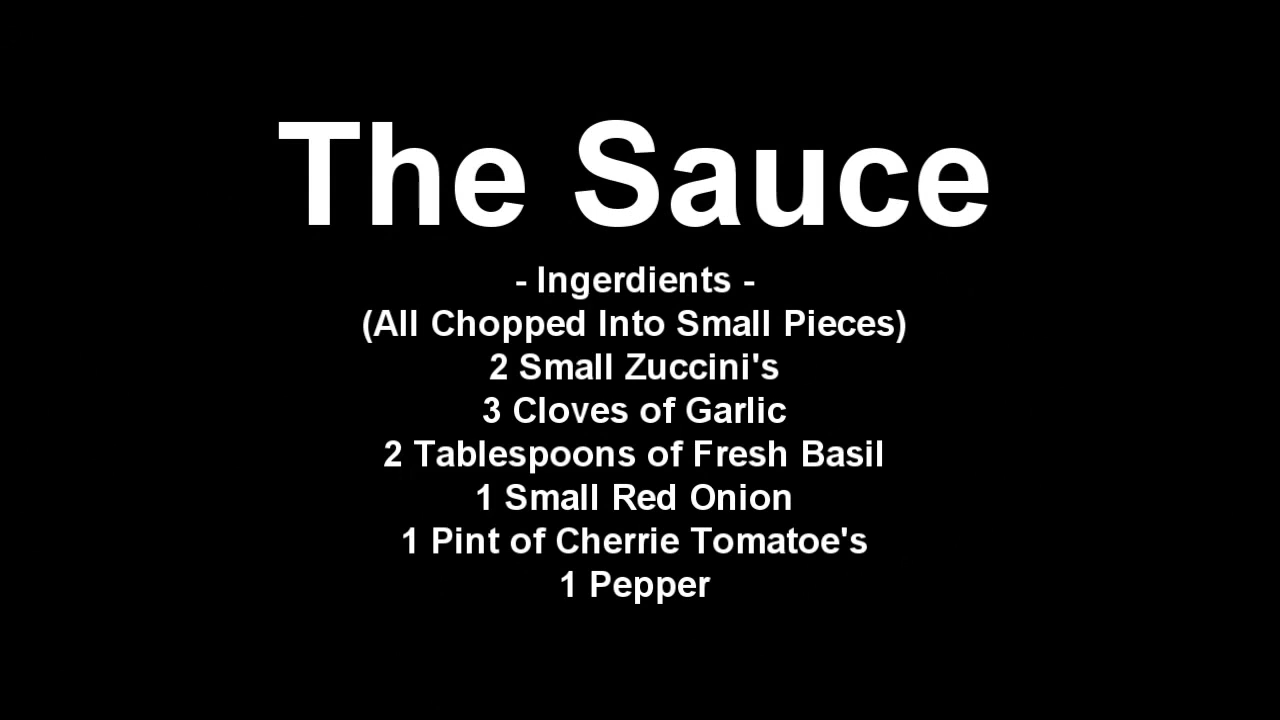 The Sauce
- Ingerdients -
(All Chopped Into Small Pieces)
2 Small Zuccini's
3 Cloves of Garlic
2 Tablespoons of Fresh Basil
1 Small Red Onion
1 Pint of Cherrie Tomatoe's
1 Pepper